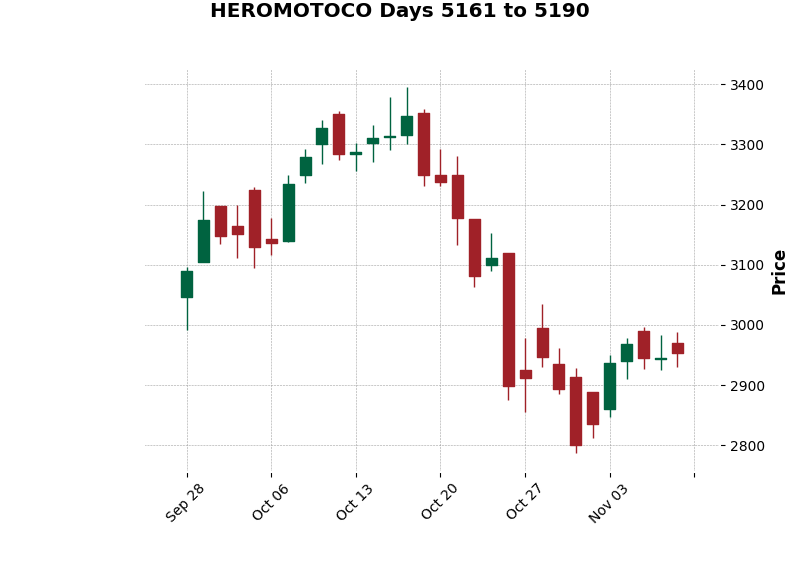 HEROMOTOCO Days 5161 to 5190
3400
3300
3200
3100
3000
2900
2800
Price
Sep 28
Oct 06
Oct 13
Oct 20
Oct 27
Nov 03